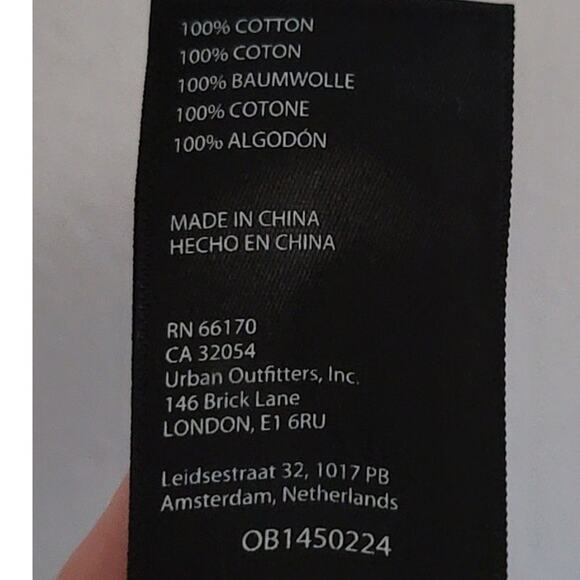 100% COTTON
100% COTON
100% BAUMWOLLE
100% COTONE
100% ALGODÓN
MADE IN CHINA
HECHO EN CHINA
RN 66170
CA 32054
Urban Outfitters, Inc.
146 Brick Lane
LONDON, E1 6RU
Leidsestraat 32, 1017 PB
Amsterdam, Netherlands
OB1450224